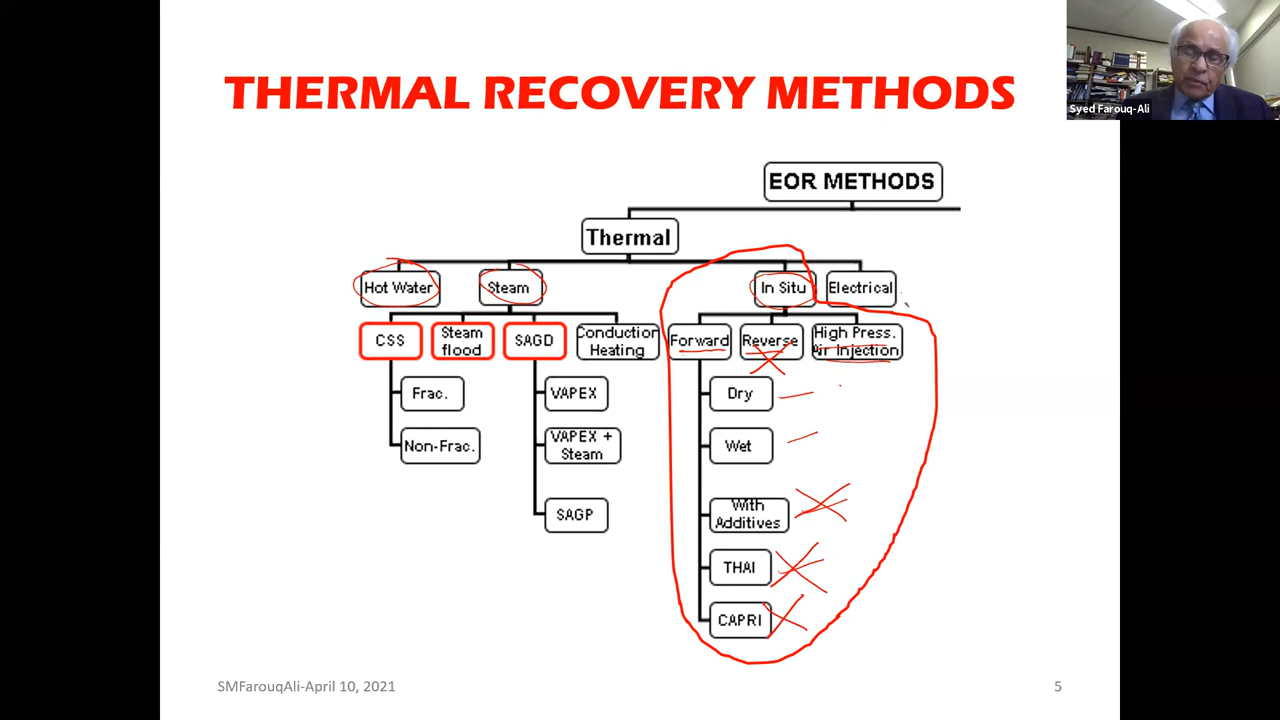 THERMAL RECOVERY METHODS
Syed Farouq-Ali
EOR METHODS
Thermal
Hot Water
Steam
In Situ
Electrical
CSS
Steam
flood
SAGD
Conduction
Heating
Forward
Reverse
High Press.
Air Injection
Frac.
VAPEX
Dry
Non-Frac.
VAPEX +
Steam
Wet
SAGP
With
Additives
THAI
CAPRI
SMFarouqAli-April 10, 2021
5